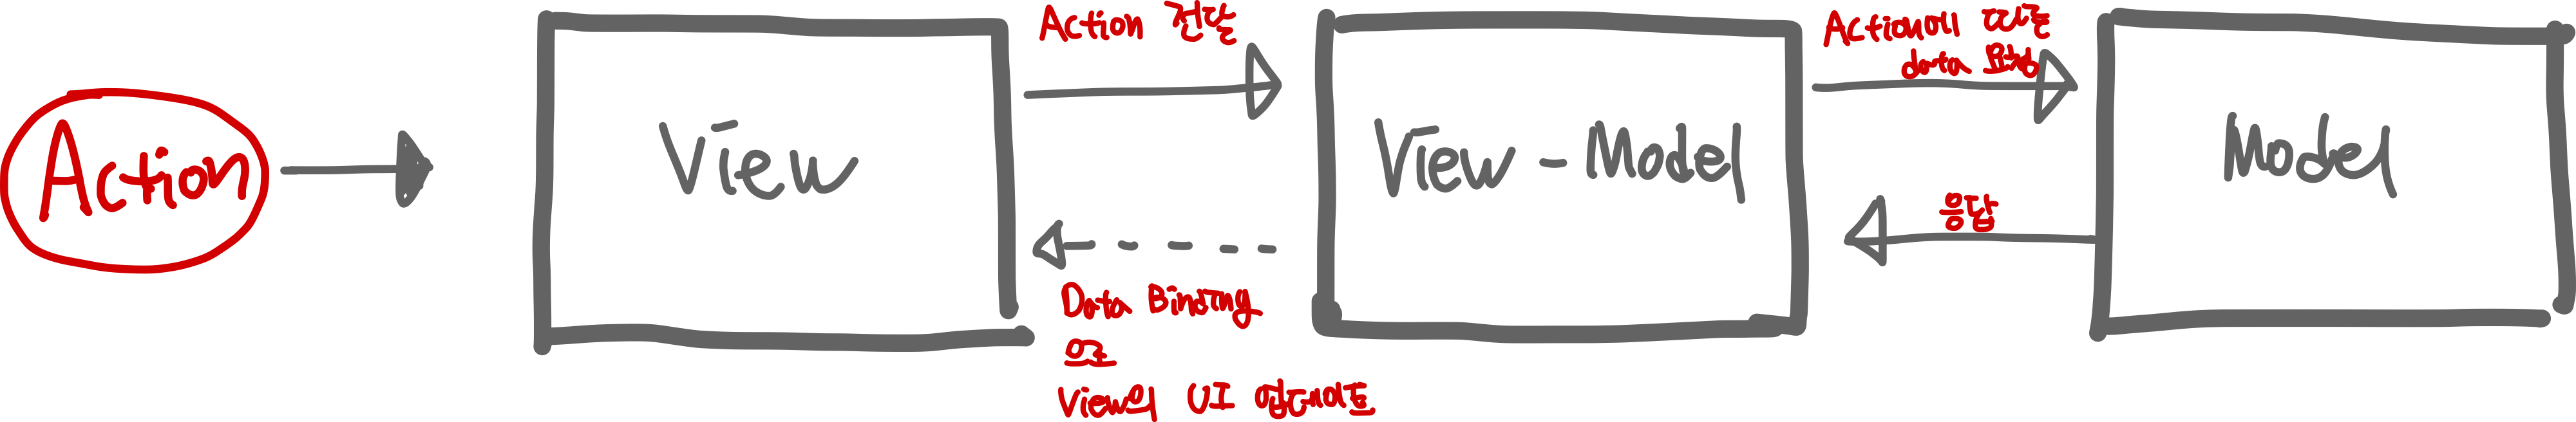 Action
View
Action 전달
Data Binding
으로
View의 UI 업데이트
View - Model
Action에 따른
data 요청
응답
Model